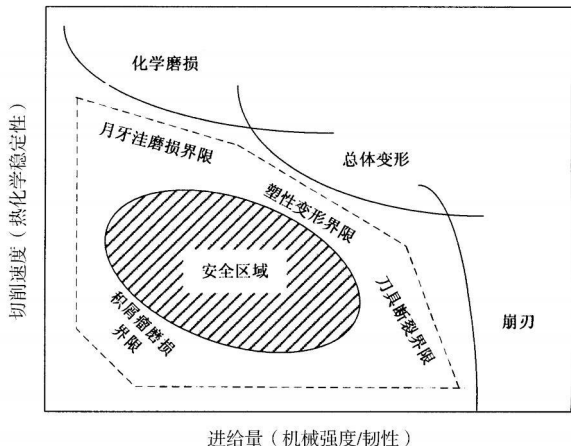 化学磨损
月牙洼磨损界限
总体变形
塑性变形界限
安全区域
刀具断裂界限
积屑瘤磨损
界限
崩刃
切削速度（热化学稳定性）
进给量（机械强度/韧性）